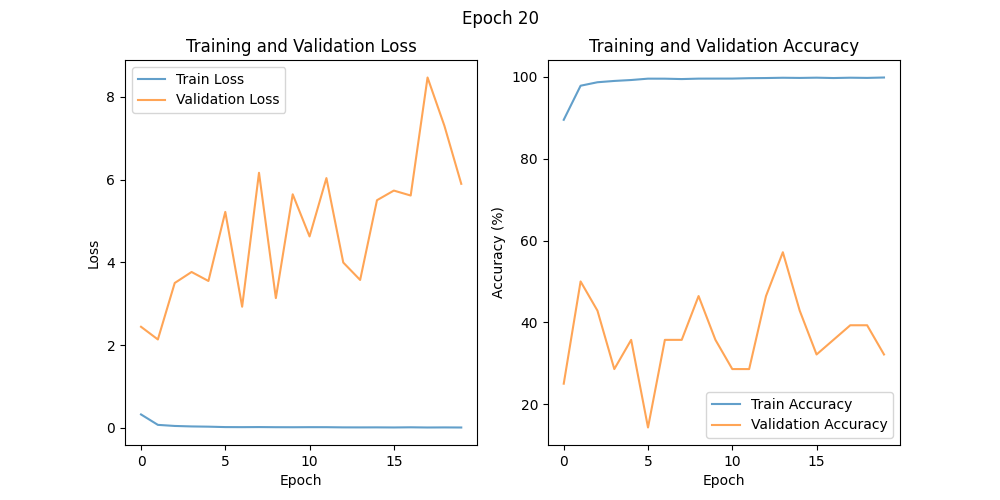 Epoch 20
Training and Validation Loss
Train Loss
Validation Loss
8
6
4
2
0
Loss
0
5
10
15
Epoch
Training and Validation Accuracy
100
80
60
40
20
Accuracy (%)
Train Accuracy
Validation Accuracy
0
5
10
15
Epoch